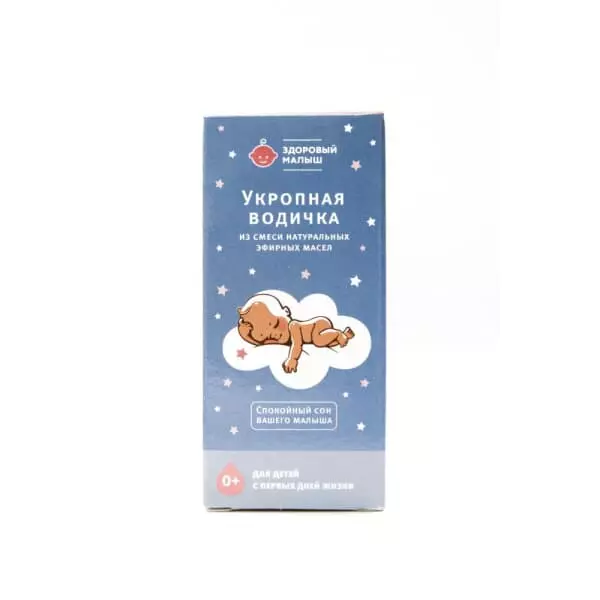 ЗДОРОВЫЙ
МАЛЫШ
Укропная
водичка
из смеси натуральных
эфирных масел
Спокойный сон
вашего малыша
0+
для детей
с первых дней жизни